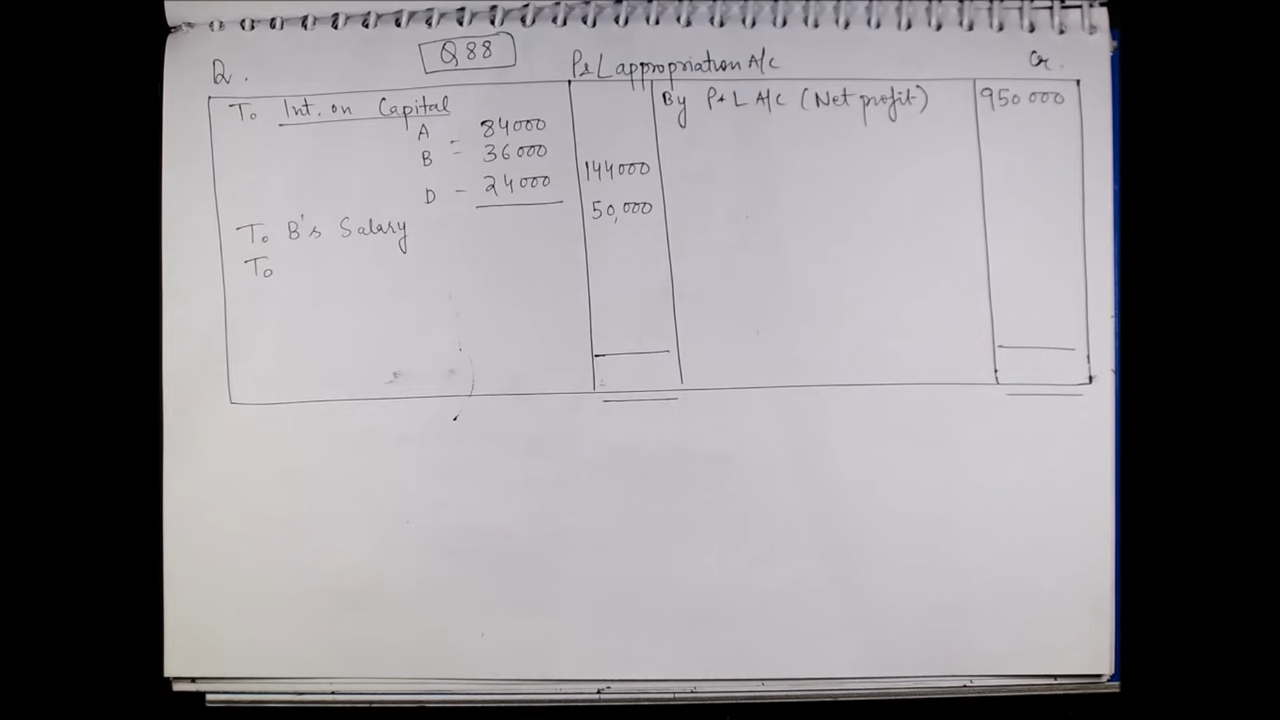 Q88
D.
P&L appropriation A/c
Cr.
To Int. on Capital
A = 84000
B = 36000
D - 24000
144000
To B's Salary
50,000
To
By P+L A/C (Net profit)
950000